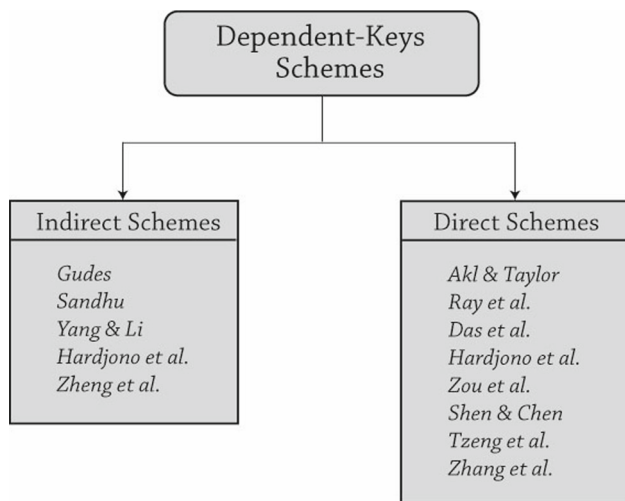 Dependent-Keys
Schemes
Indirect Schemes
Gudes
Sandhu
Yang & Li
Hardjono et al.
Zheng et al.
Direct Schemes
Akl & Taylor
Ray et al.
Das et al.
Hardjono et al.
Zou et al.
Shen & Chen
Tzeng et al.
Zhang et al.